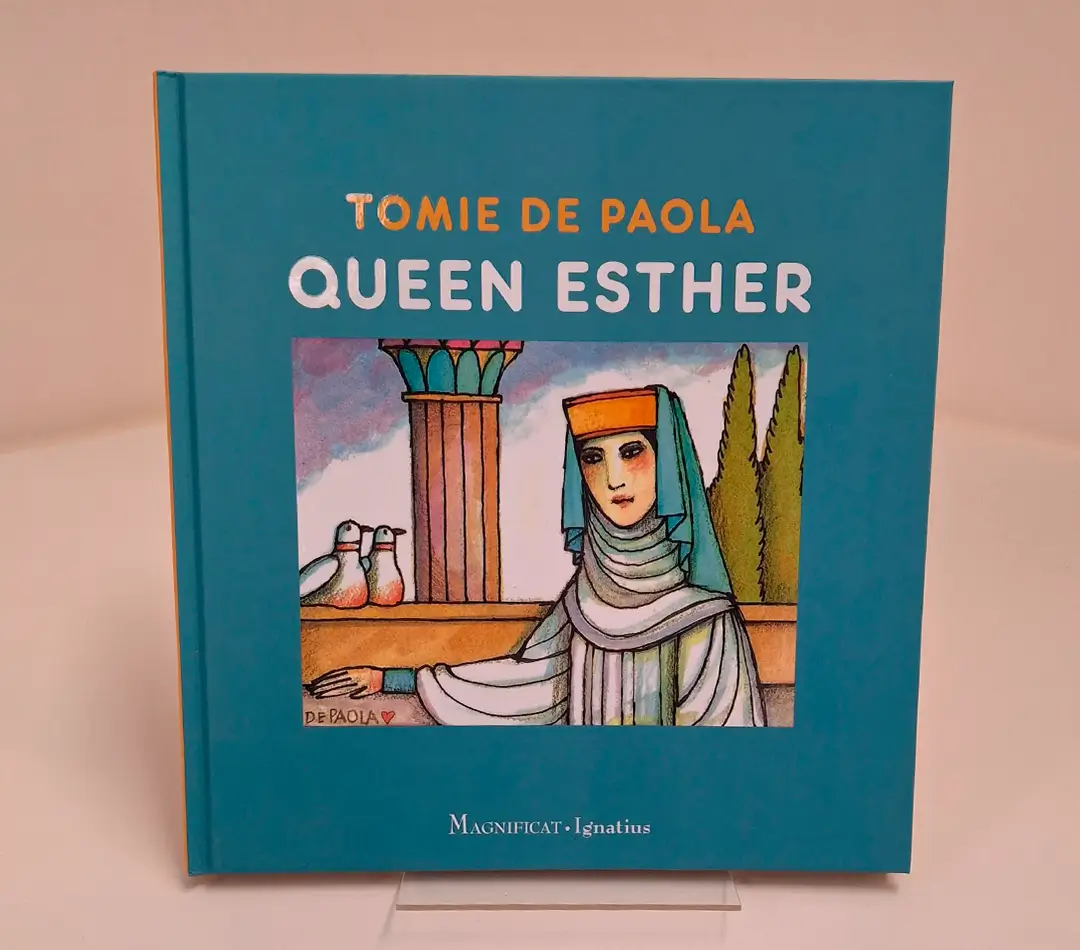 TOMIE DE PAOLA
QUEEN ESTHER
DE PAOLA
MAGNIFICAT • Ignatius